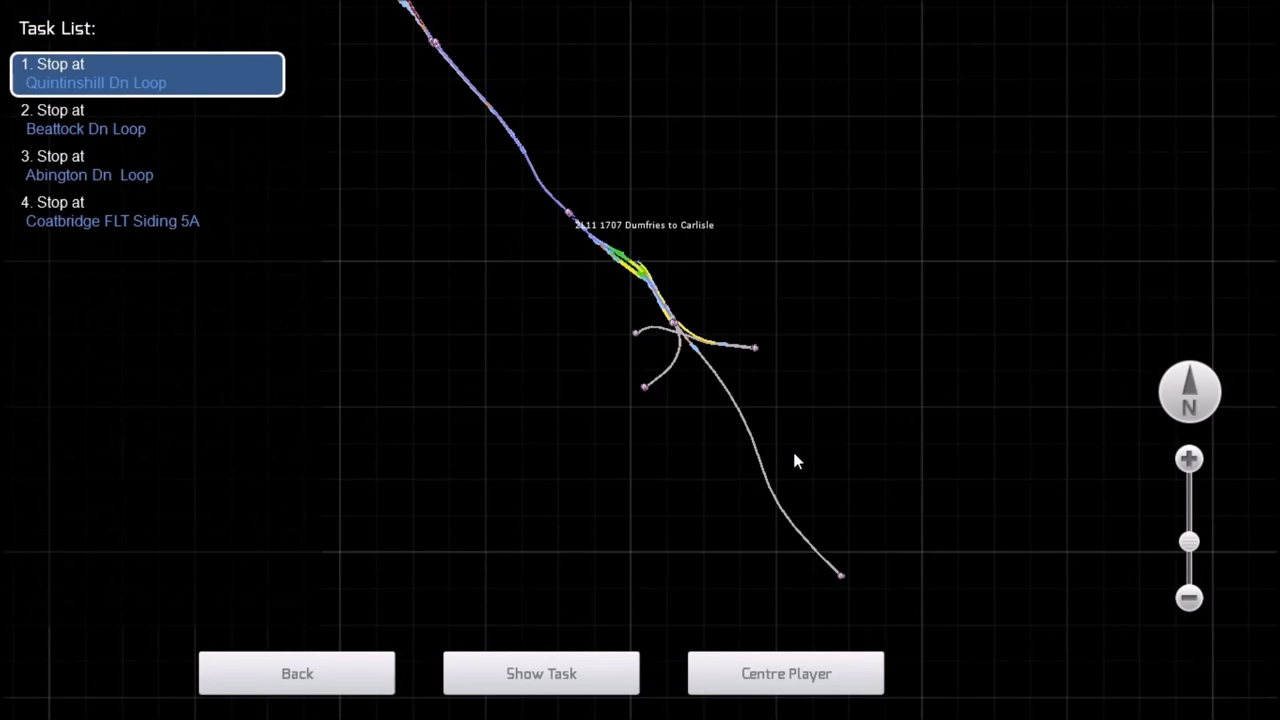 Task List:
1. Stop at
Quintinshill Dn Loop
2. Stop at
Beattock Dn Loop
3. Stop at
Abington Dn  Loop
4. Stop at
Coatbridge FLT Siding 5A
2L11 1707 Dumfries to Carlisle
N
+
−
Back
Show Task
Centre Player